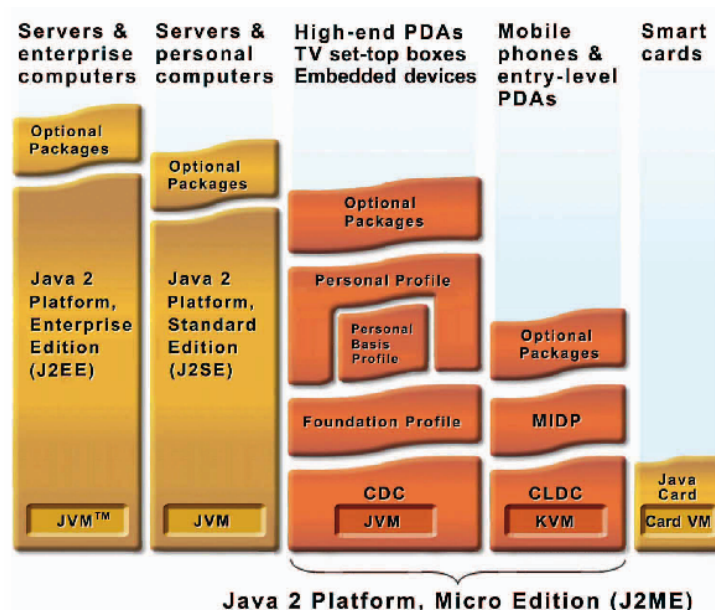 Servers &
enterprise
computers
Servers &
personal
computers
High-end PDAs
TV set-top boxes
Embedded devices
Mobile
phones &
entry-level
PDAs
Smart
cards
Optional
Packages
Java 2
Platform,
Enterprise
Edition
(J2EE)
JVM™
Optional
Packages
Java 2
Platform,
Standard
Edition
(J2SE)
JVM
Optional
Packages
Personal Profile
Personal
Basis
Profile
Foundation Profile
CDC
JVM
Optional
Packages
MIDP
CLDC
KVM
Java
Card
Card VM
Java 2 Platform, Micro Edition (J2ME)